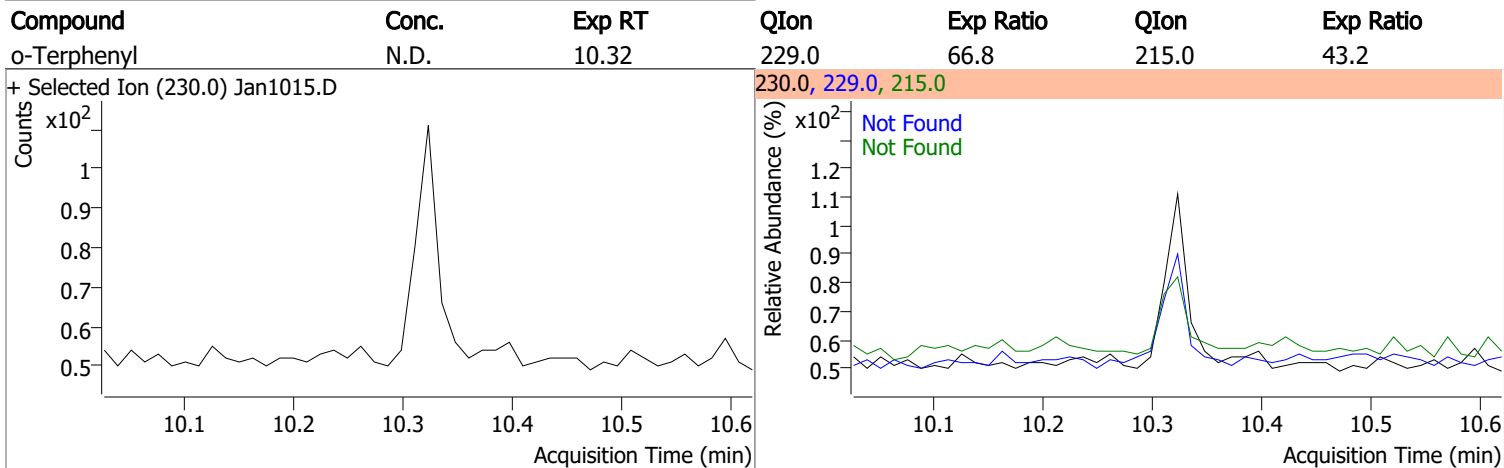 Compound Conc. Exp RT QIon Exp Ratio QIon Exp Ratio
o-Terphenyl N.D. 10.32 229.0 66.8 215.0 43.2
+ Selected Ion (230.0) Jan1015.D
Counts
x10²
1
0.9
0.8
0.7
0.6
0.5
10.1 10.2 10.3 10.4 10.5 10.6
Acquisition Time (min)
230.0, 229.0, 215.0
Relative Abundance (%)
x10²
Not Found
Not Found
1.2
1.1
1
0.9
0.8
0.7
0.6
0.5
10.1 10.2 10.3 10.4 10.5 10.6
Acquisition Time (min)